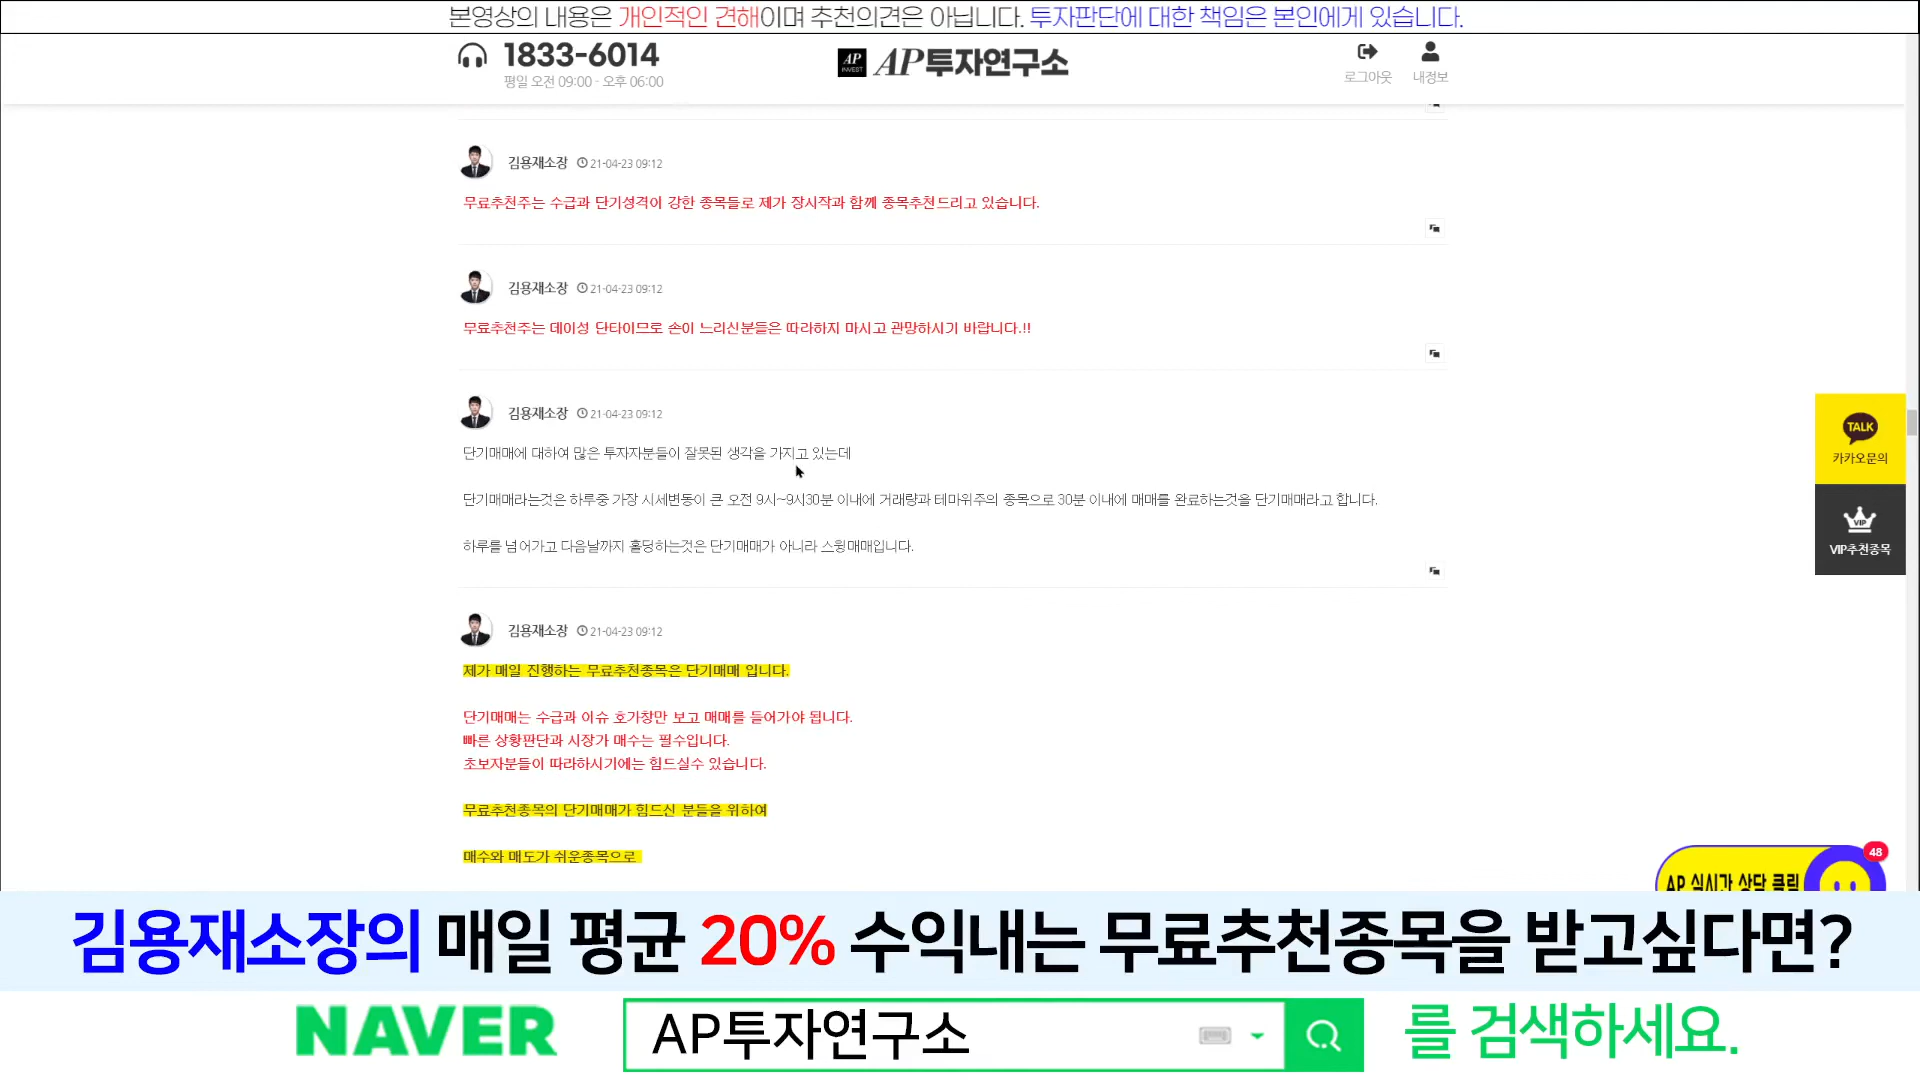 본영상의 내용은 개인적인 견해이며 추천의견은 아닙니다. 투자판단에 대한 책임은 본인에게 있습니다.
1833-6014
평일 오전 09:00 - 오후 06:00
AP INVEST AP투자연구소
로그아웃 내정보
김용재소장 21-04-23 09:12
무료추천주는 수급과 단기성격이 강한 종목들로 제가 장시작과 함께 종목추천드리고 있습니다.
김용재소장 21-04-23 09:12
무료추천주는 데이성 단타이므로 손이 느리신분들은 따라하지 마시고 관망하시기 바랍니다.!!
김용재소장 21-04-23 09:12
단기매매에 대하여 많은 투자자분들이 잘못된 생각을 가지고 있는데
단기매매라는것은 하루중 가장 시세변동이 큰 오전 9시~9시30분 이내에 거래량과 테마위주의 종목으로 30분 이내에 매매를 완료하는것을 단기매매라고 합니다.
하루를 넘어가고 다음날까지 홀딩하는것은 단기매매가 아니라 스윙매매입니다.
TALK
카카오문의
VIP
VIP추천종목
김용재소장 21-04-23 09:12
제가 매일 진행하는 무료추천종목은 단기매매 입니다.
단기매매는 수급과 이슈 호가창만 보고 매매를 들어가야 됩니다.
빠른 상황판단과 시장가 매수는 필수입니다.
초보자분들이 따라하시기에는 힘드실수 있습니다.
무료추천종목의 단기매매가 힘드신 분들을 위하여
매수와 매도가 쉬운종목으로
48
AP 실시간 상담 클릭
김용재소장의 매일 평균 20% 수익내는 무료추천종목을 받고싶다면?
NAVER AP투자연구소 를 검색하세요.